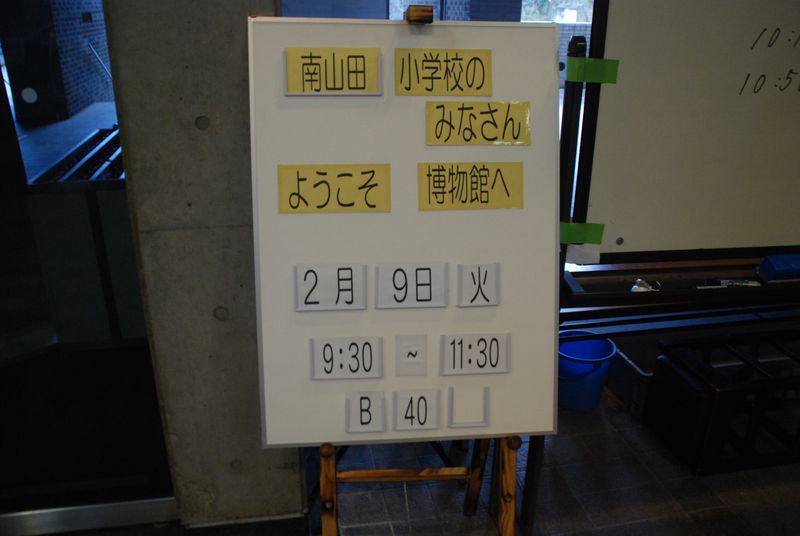 南山田 小学校の
みなさん
ようこそ 博物館へ
2月 9日 火
9:30 ~ 11:30
B 40